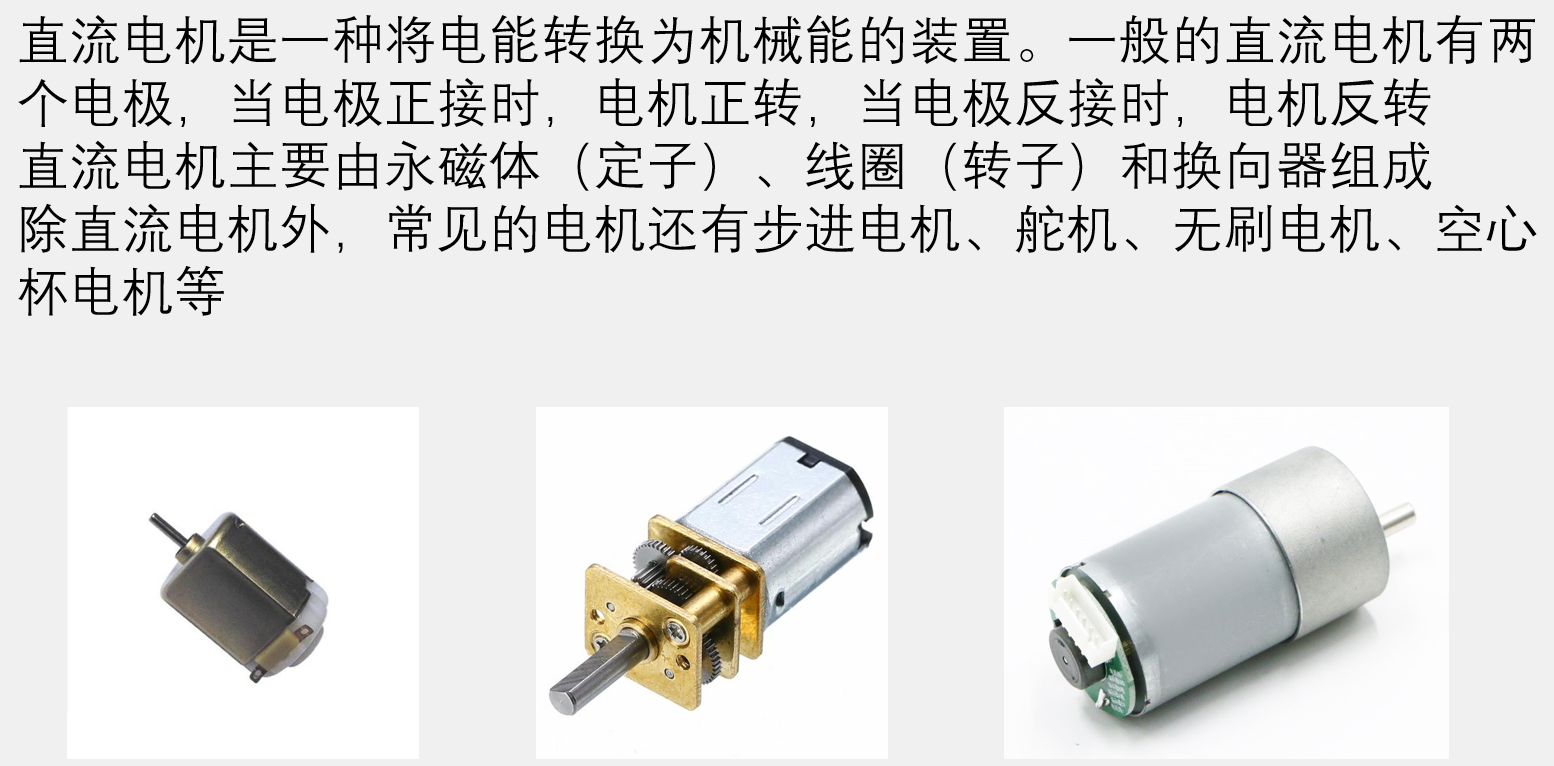 直流电机是一种将电能转换为机械能的装置。一般的直流电机有两
个电极，当电极正接时，电机正转，当电极反接时，电机反转
直流电机主要由永磁体（定子）、线圈（转子）和换向器组成
除直流电机外，常见的电机还有步进电机、舵机、无刷电机、空心
杯电机等